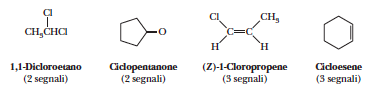 Cl
CH₃CHCl
O
Cl
CH₃
C=C
H
H
1,1-Dicloroetano
(2 segnali)
Ciclopentanone
(2 segnali)
(Z)-1-Cloropropene
(3 segnali)
Cicloesene
(3 segnali)